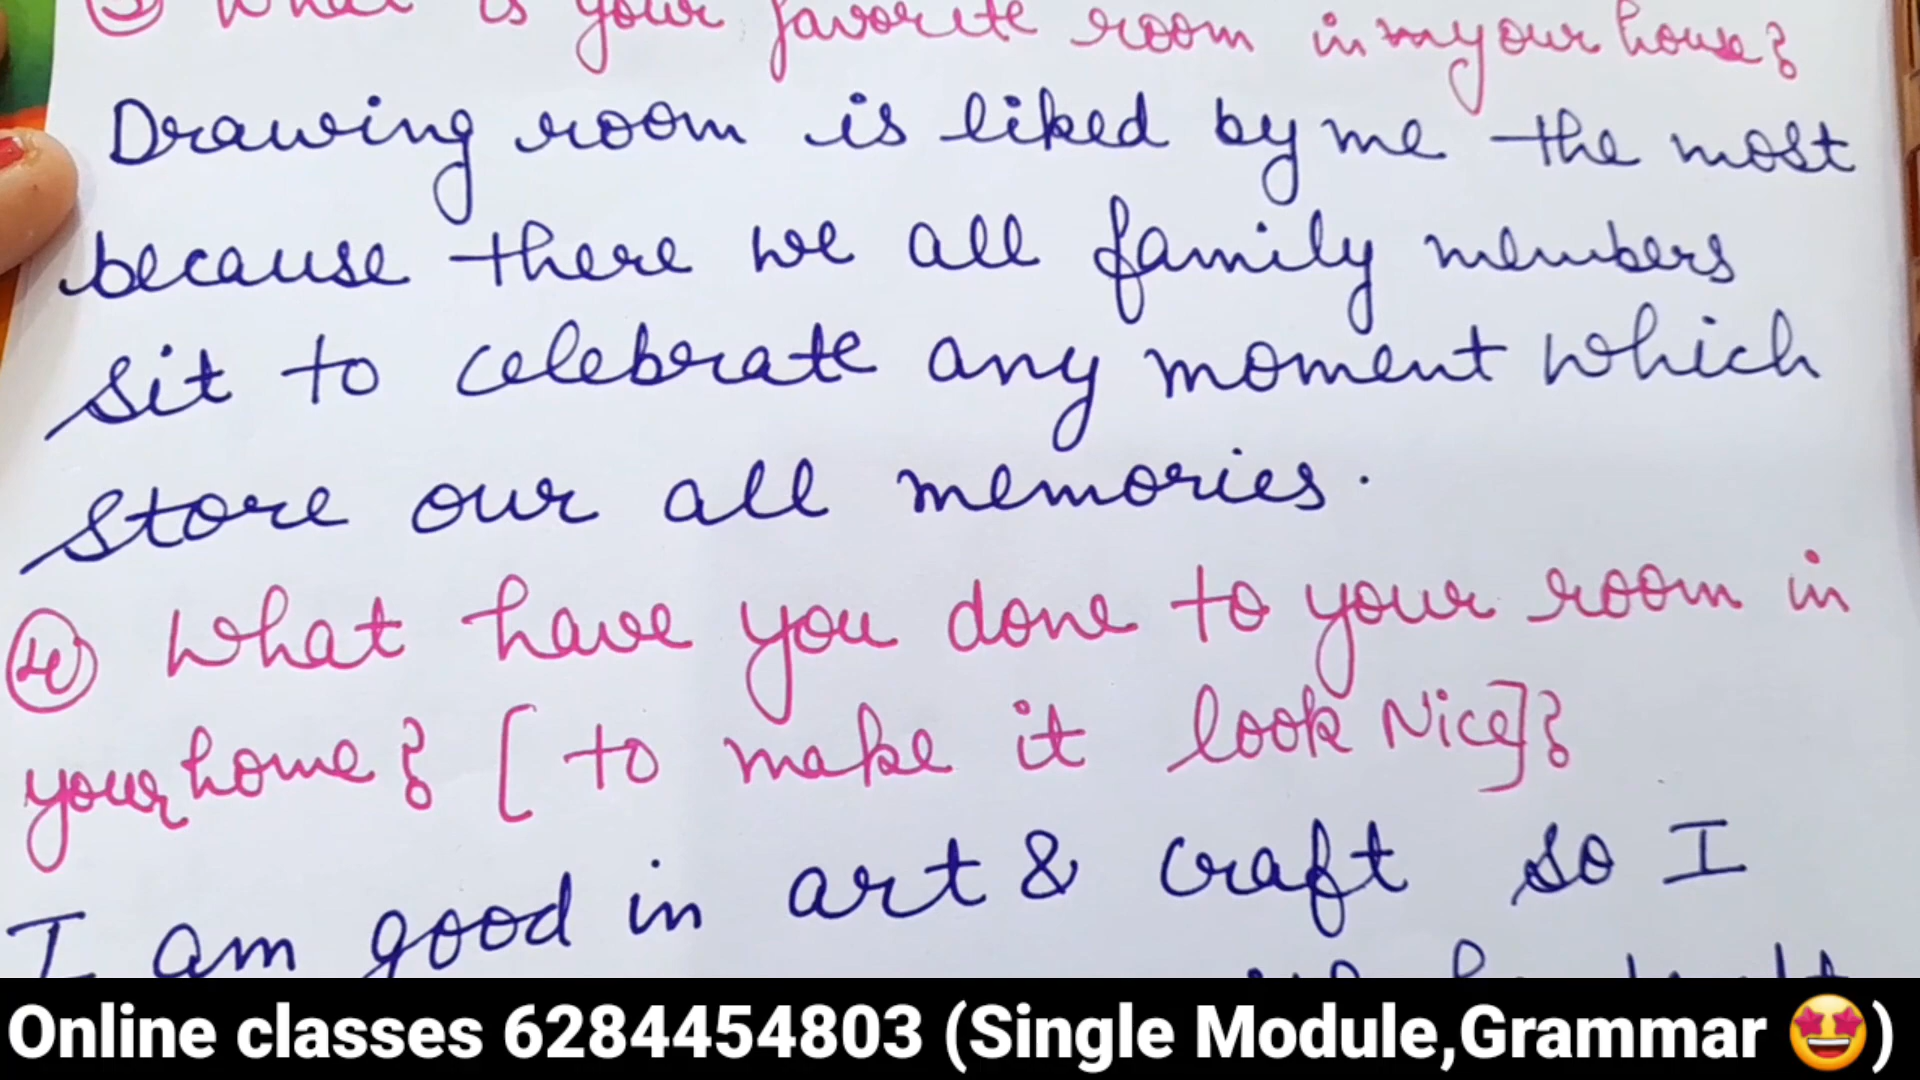 ③ What is your favorite room in my your house?
Drawing room is liked by me the most
because there we all family members
sit to celebrate any moment which
store our all memories.
④ What have you done to your room in
your home? [to make it look Nice]?
I am good in art & craft so I
Online classes 6284454803 (Single Module,Grammar 🤩)